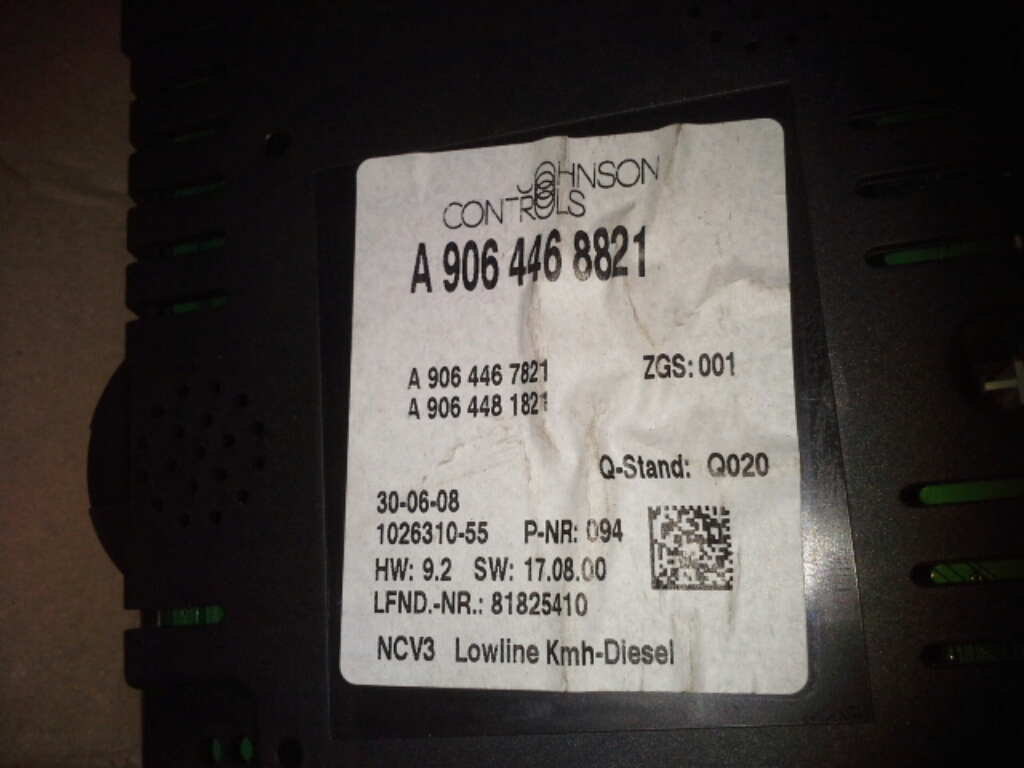 JOHNSON
CONTROLS
A 906 446 8821
A 906 446 7821 ZGS: 001
A 906 448 1821
Q-Stand: Q020
30-06-08
1026310-55 P-NR: 094
HW: 9.2 SW: 17.08.00
LFND.-NR.: 81825410
NCV3 Lowline Kmh-Diesel